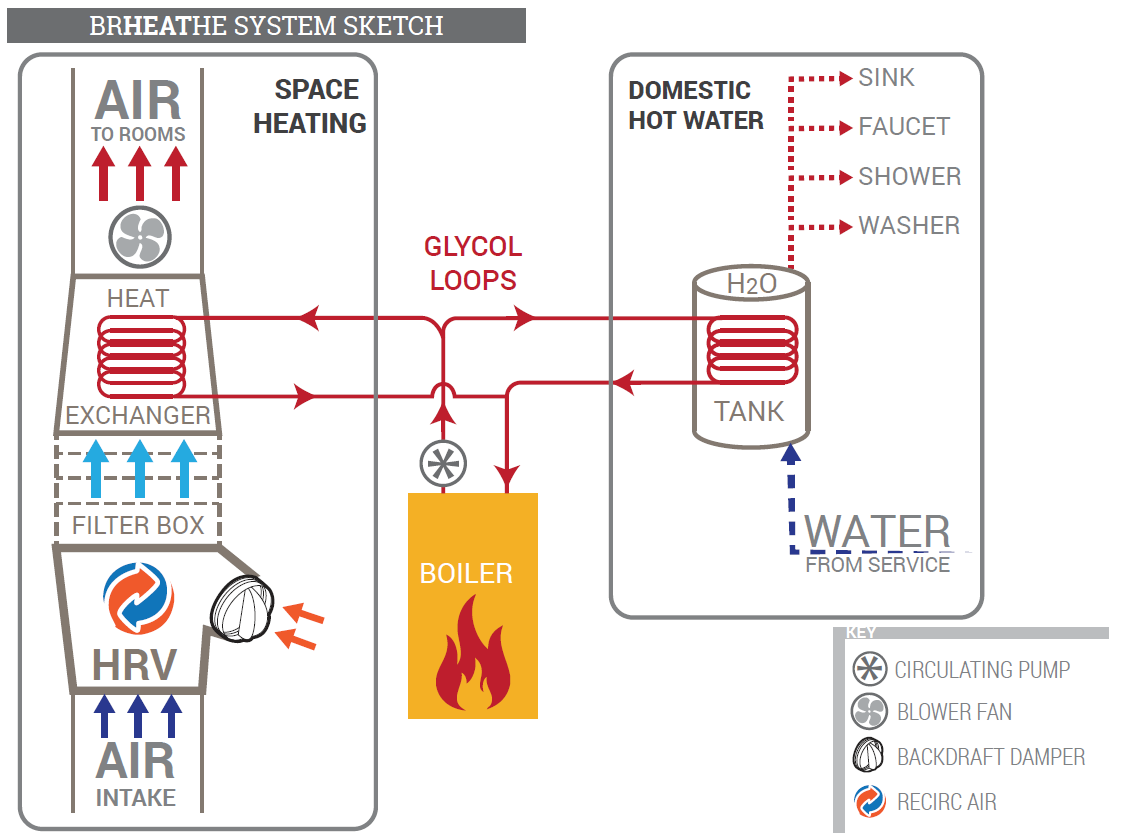 BRHEATHE SYSTEM SKETCH
AIR
TO ROOMS
SPACE
HEATING
HEAT
EXCHANGER
FILTER BOX
HRV
AIR
INTAKE
GLYCOL
LOOPS
BOILER
DOMESTIC
HOT WATER
SINK
FAUCET
SHOWER
WASHER
H2O
TANK
WATER
FROM SERVICE
KEY
CIRCULATING PUMP
BLOWER FAN
BACKDRAFT DAMPER
RECIRC AIR